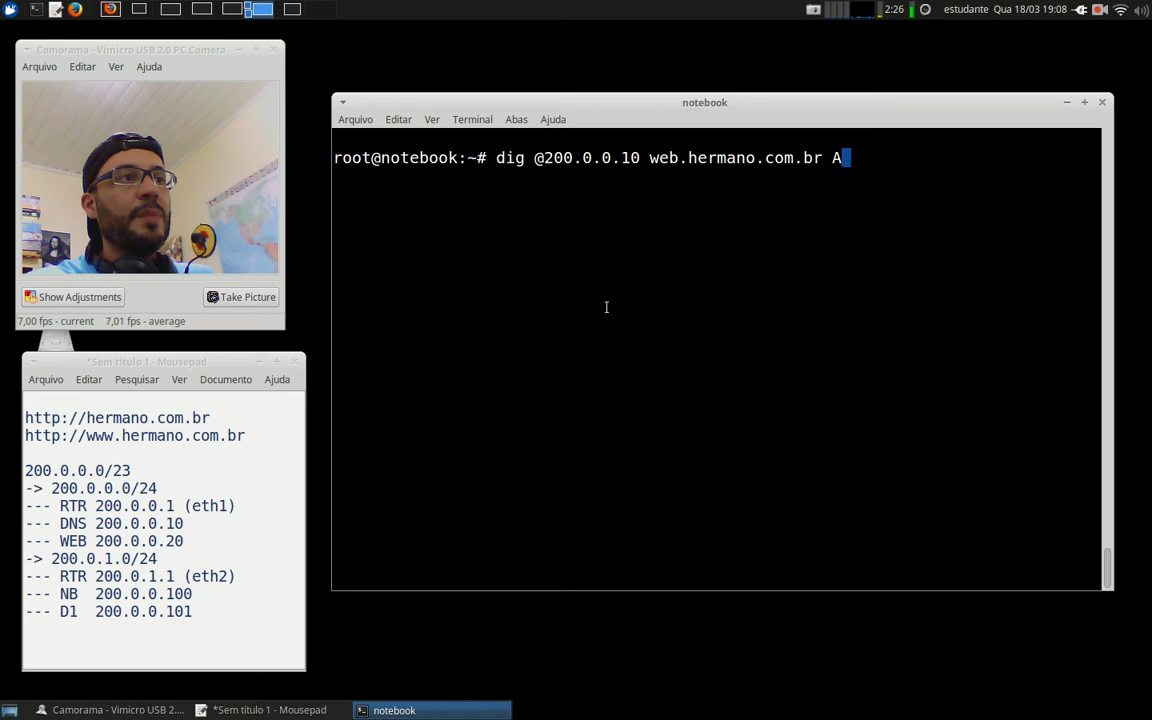 2:26 estudante Qua 18/03 19:08
Camorama - Vimicro USB 2.0 PC Camera
Arquivo Editar Ver Ajuda
Show Adjustments Take Picture
7,00 fps - current 7,01 fps - average
*Sem título 1 - Mousepad
Arquivo Editar Pesquisar Ver Documento Ajuda
http://hermano.com.br
http://www.hermano.com.br
200.0.0.0/23
-> 200.0.0.0/24
--- RTR 200.0.0.1 (eth1)
--- DNS 200.0.0.10
--- WEB 200.0.0.20
-> 200.0.1.0/24
--- RTR 200.0.1.1 (eth2)
--- NB 200.0.0.100
--- D1 200.0.0.101
notebook
Arquivo Editar Ver Terminal Abas Ajuda
root@notebook:~# dig @200.0.0.10 web.hermano.com.br A
Camorama - Vimicro USB 2.... *Sem título 1 - Mousepad notebook